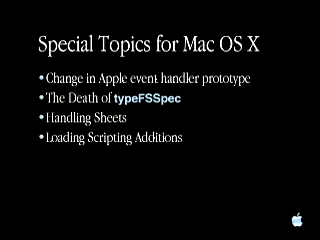 Special Topics for Mac OS X
• Change in Apple event handler prototype
• The Death of typeFSSpec
• Handling Sheets
• Loading Scripting Additions